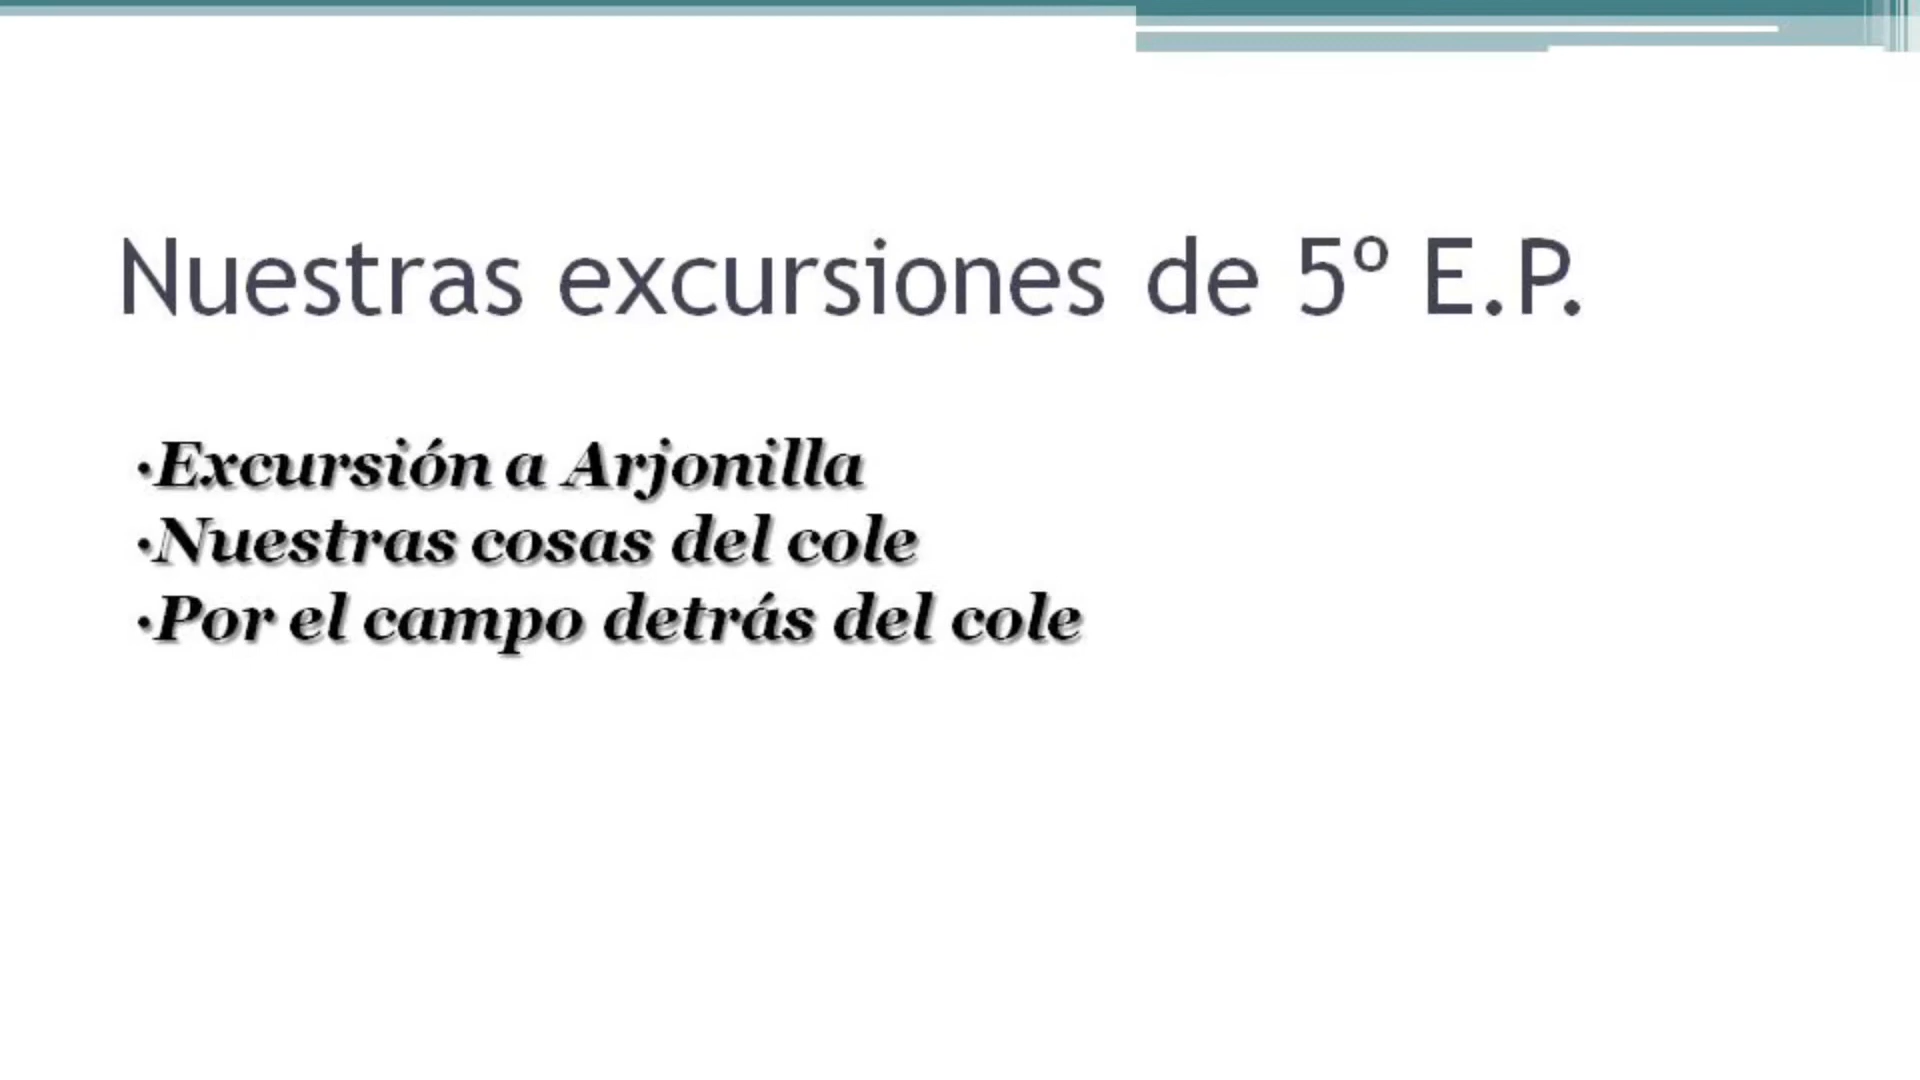 Nuestras excursiones de 5º E.P.
·Excursión a Arjonilla
·Nuestras cosas del cole
·Por el campo detrás del cole